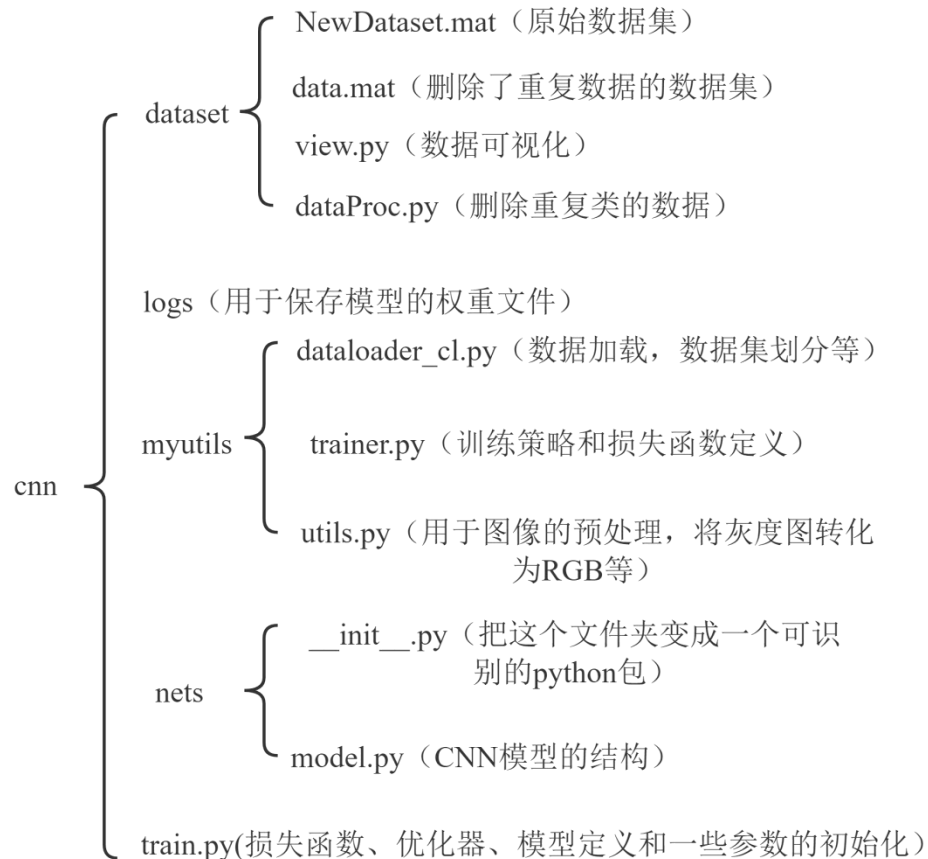 NewDataset.mat（原始数据集）
data.mat（删除了重复数据的数据集）
dataset
view.py（数据可视化）
dataProc.py（删除重复类的数据）
logs（用于保存模型的权重文件）
dataloader_cl.py（数据加载，数据集划分等）
myutils
trainer.py（训练策略和损失函数定义）
cnn
utils.py（用于图像的预处理，将灰度图转化
为RGB等）
__init__.py（把这个文件夹变成一个可识
别的python包）
nets
model.py（CNN模型的结构）
train.py(损失函数、优化器、模型定义和一些参数的初始化）